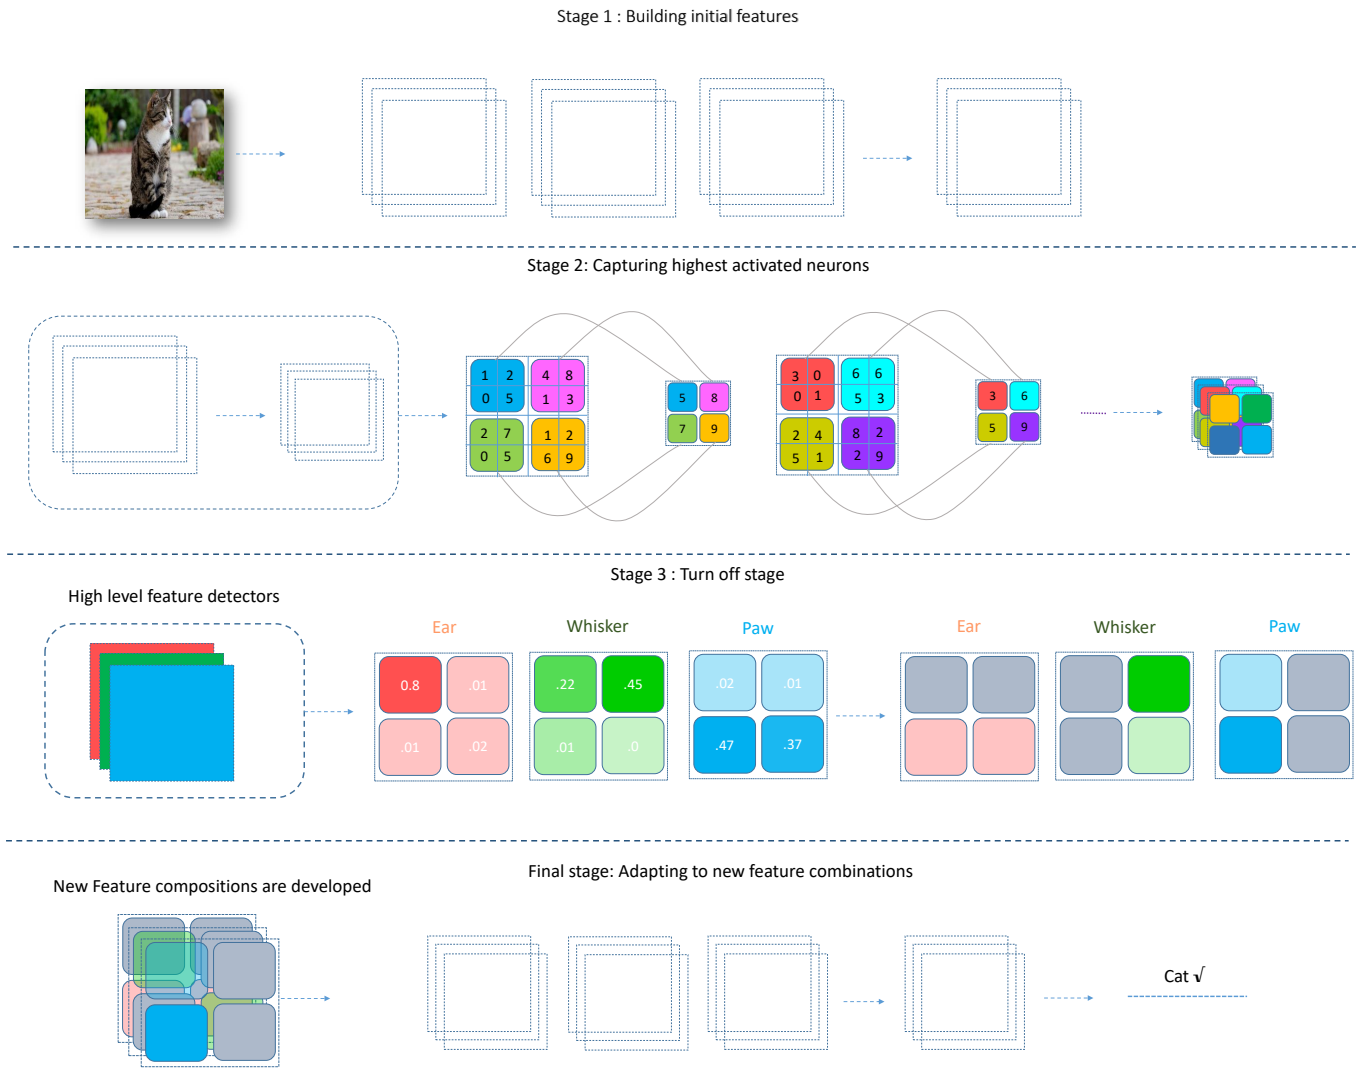 Stage 1 : Building initial features
Stage 2: Capturing highest activated neurons
1 2 4 8
0 5 1 3
2 7 1 2
0 5 6 9
5 8
7 9
3 0 6 6
0 1 5 3
2 4 8 2
5 1 2 9
3 6
5 9
........
Stage 3 : Turn off stage
High level feature detectors
Ear Whisker Paw Ear Whisker Paw
0.8 .01 .22 .45 .02 .01
.01 .02 .01 .0 .47 .37
Final stage: Adapting to new feature combinations
New Feature compositions are developed
Cat √